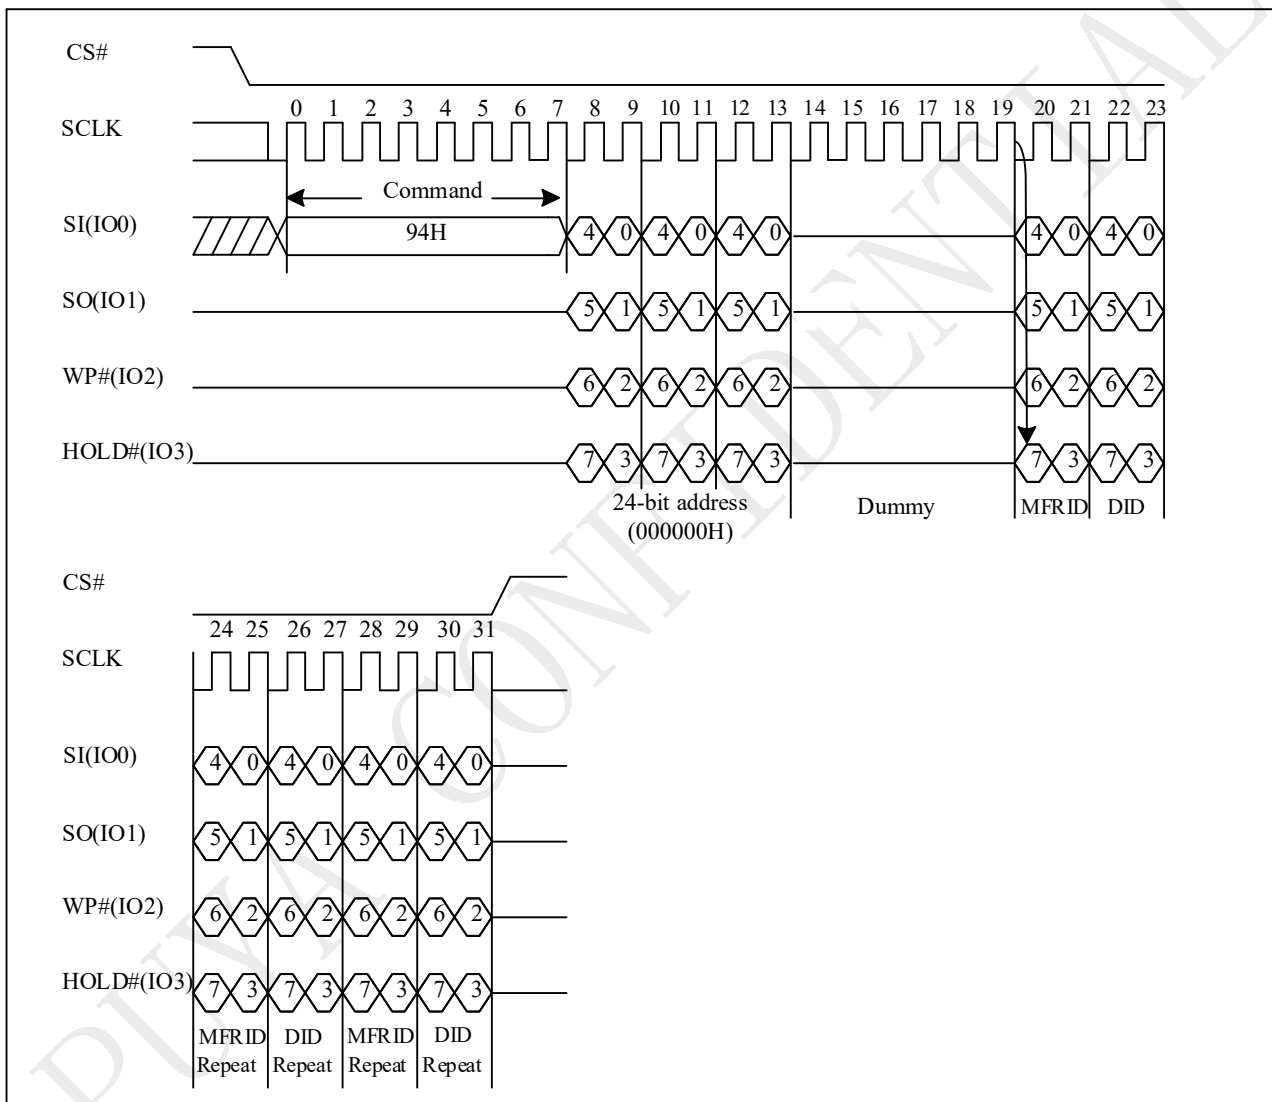 CS#
0 1 2 3 4 5 6 7 8 9 10 11 12 13 14 15 16 17 18 19 20 21 22 23
SCLK
Command
SI(IO0) 94H 4 0 4 0 4 0 4 0 4 0
SO(IO1) 5 1 5 1 5 1 5 1 5 1
WP#(IO2) 6 2 6 2 6 2 6 2 6 2
HOLD#(IO3) 7 3 7 3 7 3 7 3 7 3
24-bit address Dummy MFRID DID
(000000H)
CS#
24 25 26 27 28 29 30 31
SCLK
SI(IO0) 4 0 4 0 4 0 4 0
SO(IO1) 5 1 5 1 5 1 5 1
WP#(IO2) 6 2 6 2 6 2 6 2
HOLD#(IO3) 7 3 7 3 7 3 7 3
MFRID DID MFRID DID
Repeat Repeat Repeat Repeat
PUYA CONFIDENTIAL